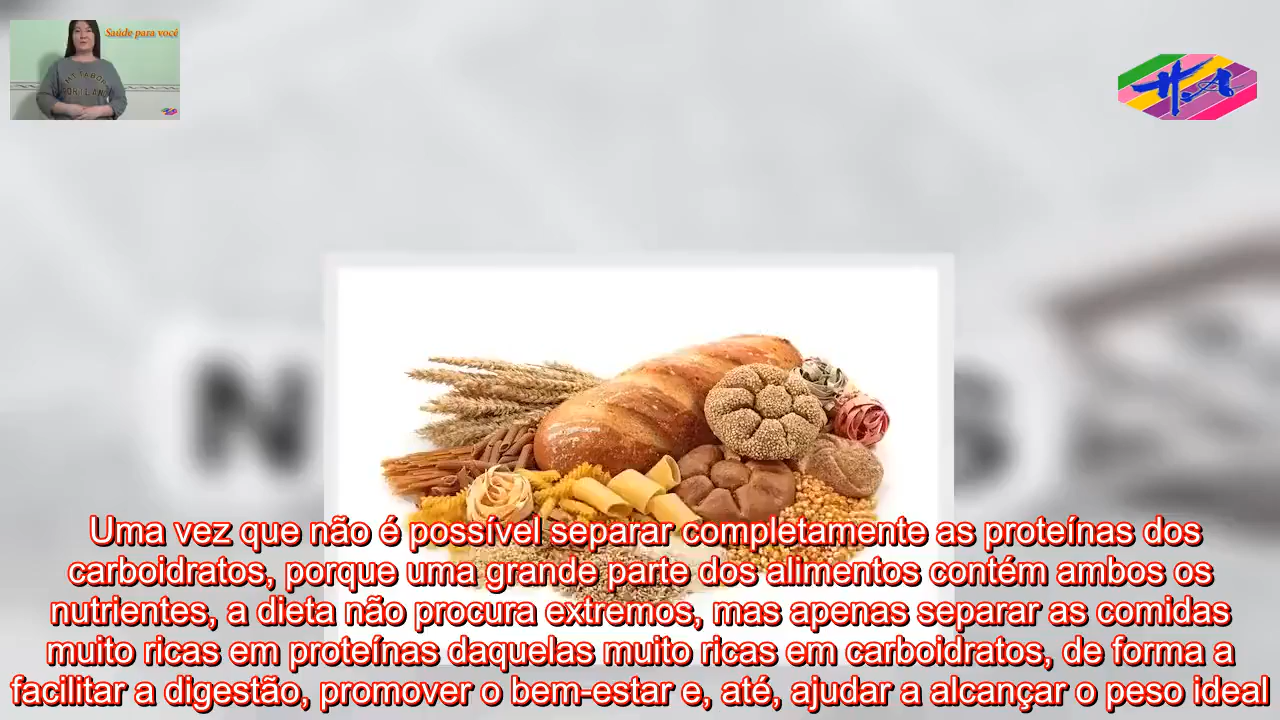 Saúde para você
H.A
Uma vez que não é possível separar completamente as proteínas dos
carboidratos, porque uma grande parte dos alimentos contém ambos os
nutrientes, a dieta não procura extremos, mas apenas separar as comidas
muito ricas em proteínas daquelas muito ricas em carboidratos, de forma a
facilitar a digestão, promover o bem-estar e, até, ajudar a alcançar o peso ideal